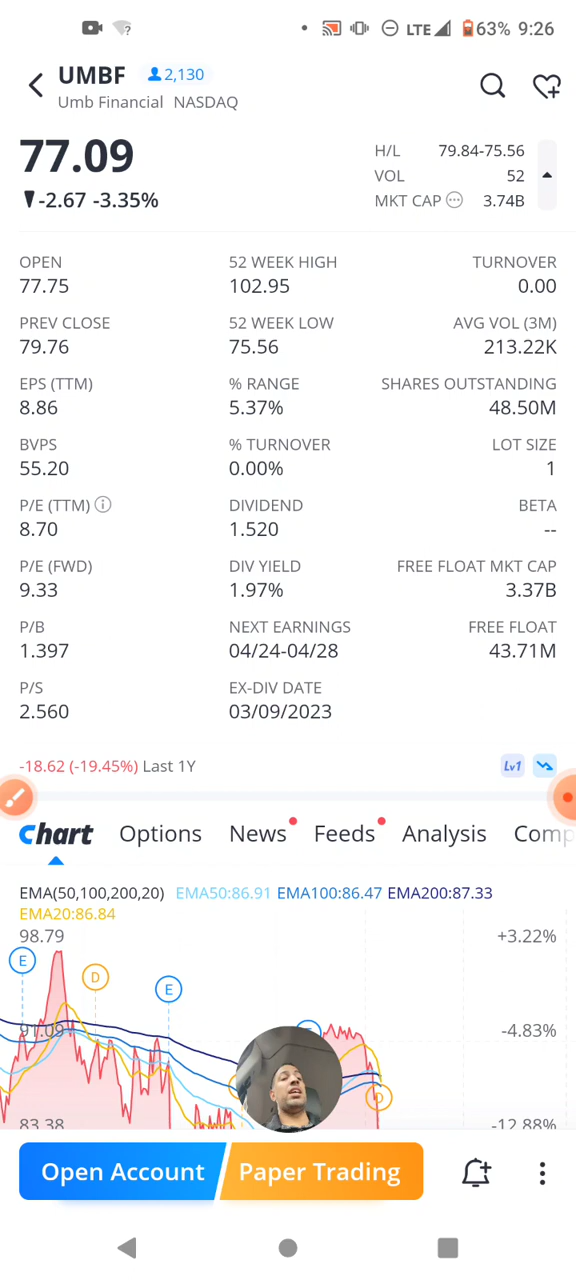 LTE 63% 9:26
UMBF 2,130
Umb Financial NASDAQ
77.09
-2.67 -3.35%
H/L 79.84-75.56
VOL 52
MKT CAP 3.74B
OPEN 52 WEEK HIGH TURNOVER
77.75 102.95 0.00
PREV CLOSE 52 WEEK LOW AVG VOL (3M)
79.76 75.56 213.22K
EPS (TTM) % RANGE SHARES OUTSTANDING
8.86 5.37% 48.50M
BVPS % TURNOVER LOT SIZE
55.20 0.00% 1
P/E (TTM) DIVIDEND BETA
8.70 1.520 --
P/E (FWD) DIV YIELD FREE FLOAT MKT CAP
9.33 1.97% 3.37B
P/B NEXT EARNINGS FREE FLOAT
1.397 04/24-04/28 43.71M
P/S EX-DIV DATE
2.560 03/09/2023
-18.62 (-19.45%) Last 1Y Lv1
Chart Options News Feeds Analysis Comp
EMA(50,100,200,20) EMA50:86.91 EMA100:86.47 EMA200:87.33
EMA20:86.84
98.79 +3.22%
E D E
91.09 -4.83%
D
83.38 -12.88%
Open Account Paper Trading